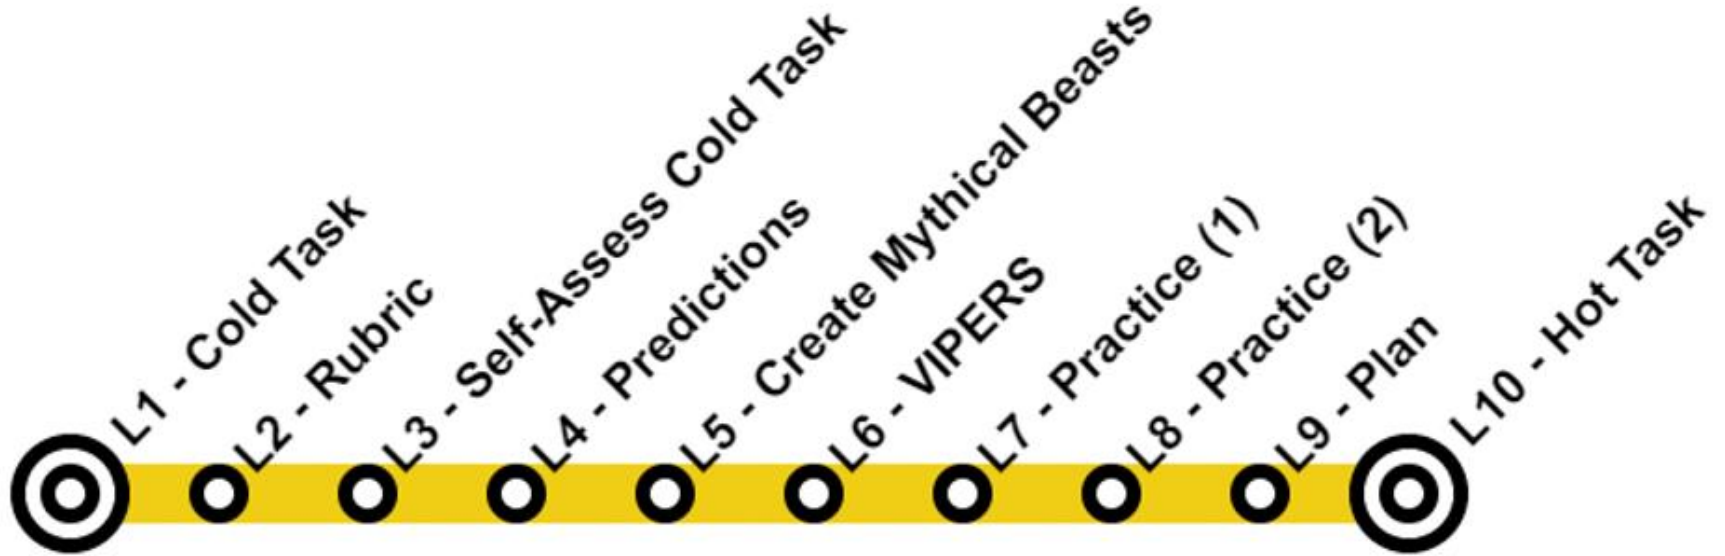 L1 - Cold Task
L2 - Rubric
L3 - Self-Assess Cold Task
L4 - Predictions
L5 - Create Mythical Beasts
L6 - VIPERS
L7 - Practice (1)
L8 - Practice (2)
L9 - Plan
L10 - Hot Task